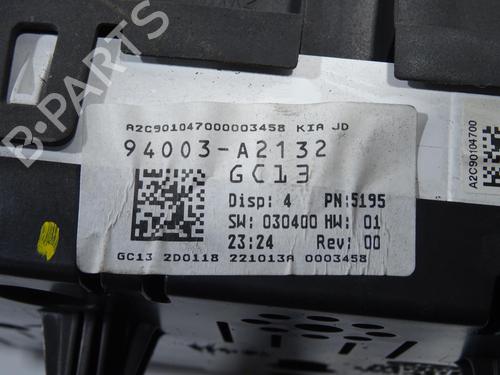 B-PARTS
A2C901047000003458 KIA JD
94003-A2132
GC13
Disp: 4 PN:5195
SW: 030400 HW: 01
23:24 Rev: 00
GC13 2D0118 221013A 0003458
A2C90104700